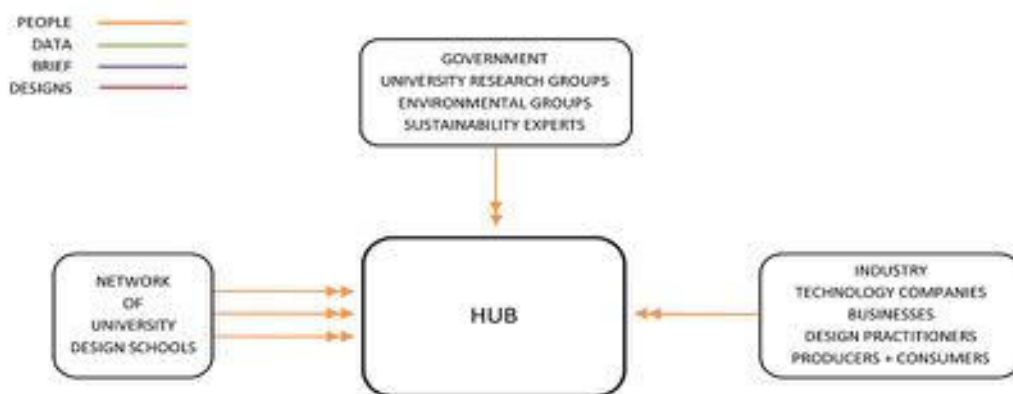 PEOPLE
DATA
BRIEF
DESIGNS
GOVERNMENT
UNIVERSITY RESEARCH GROUPS
ENVIRONMENTAL GROUPS
SUSTAINABILITY EXPERTS
NETWORK
OF
UNIVERSITY
DESIGN SCHOOLS
HUB
INDUSTRY
TECHNOLOGY COMPANIES
BUSINESSES
DESIGN PRACTITIONERS
PRODUCERS + CONSUMERS